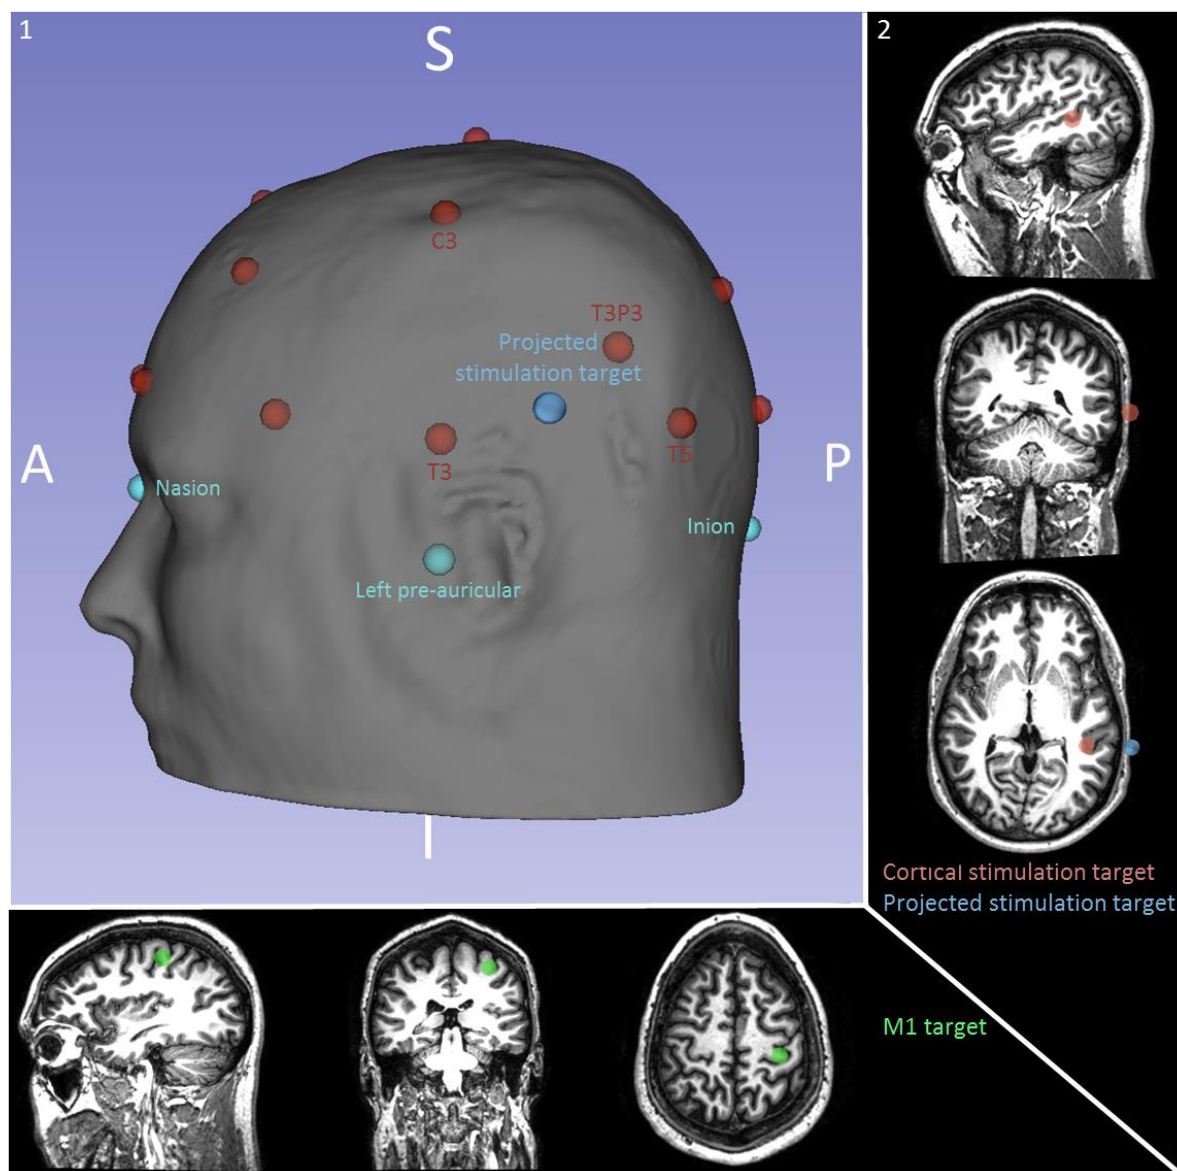 1
S
2
C3
T3P3
Projected
stimulation target
A
P
T3
T5
Nasion
Inion
Left pre-auricular
I
Cortical stimulation target
Projected stimulation target
M1 target